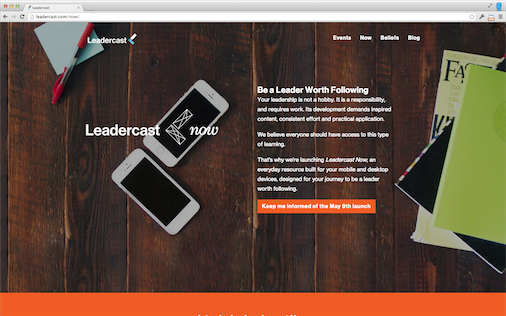 Leadercast
leadercast.com/now/
Leadercast
Events Now Beliefs Blog
Be a Leader Worth Following
Your leadership is not a hobby. It is a responsibility,
and requires work. Its development demands inspired
content, consistent effort and practical application.
We believe everyone should have access to this type
of learning.
That's why we're launching Leadercast Now, an
everyday resource built for your mobile and desktop
devices, designed for your journey to be a leader
worth following.
Keep me informed of the May 9th launch
Leadercast now
FA